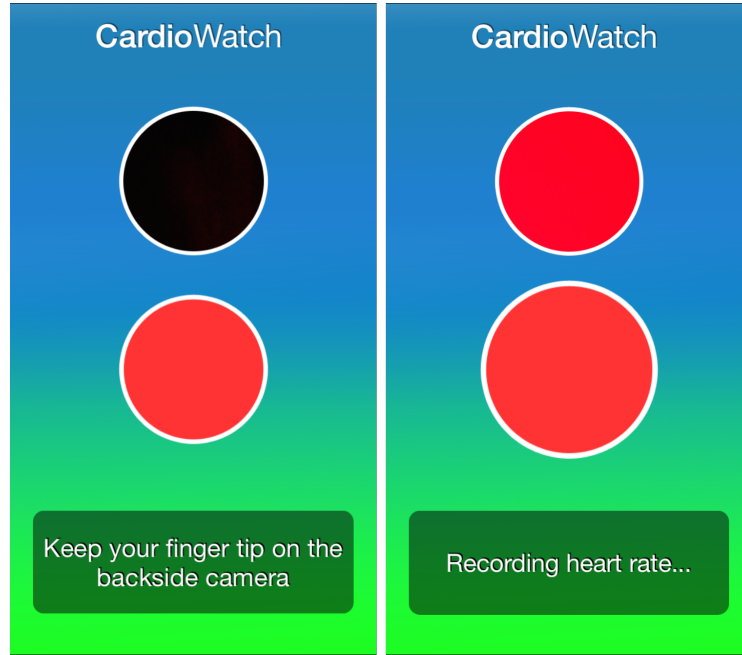 CardioWatch
Keep your finger tip on the
backside camera
CardioWatch
Recording heart rate...